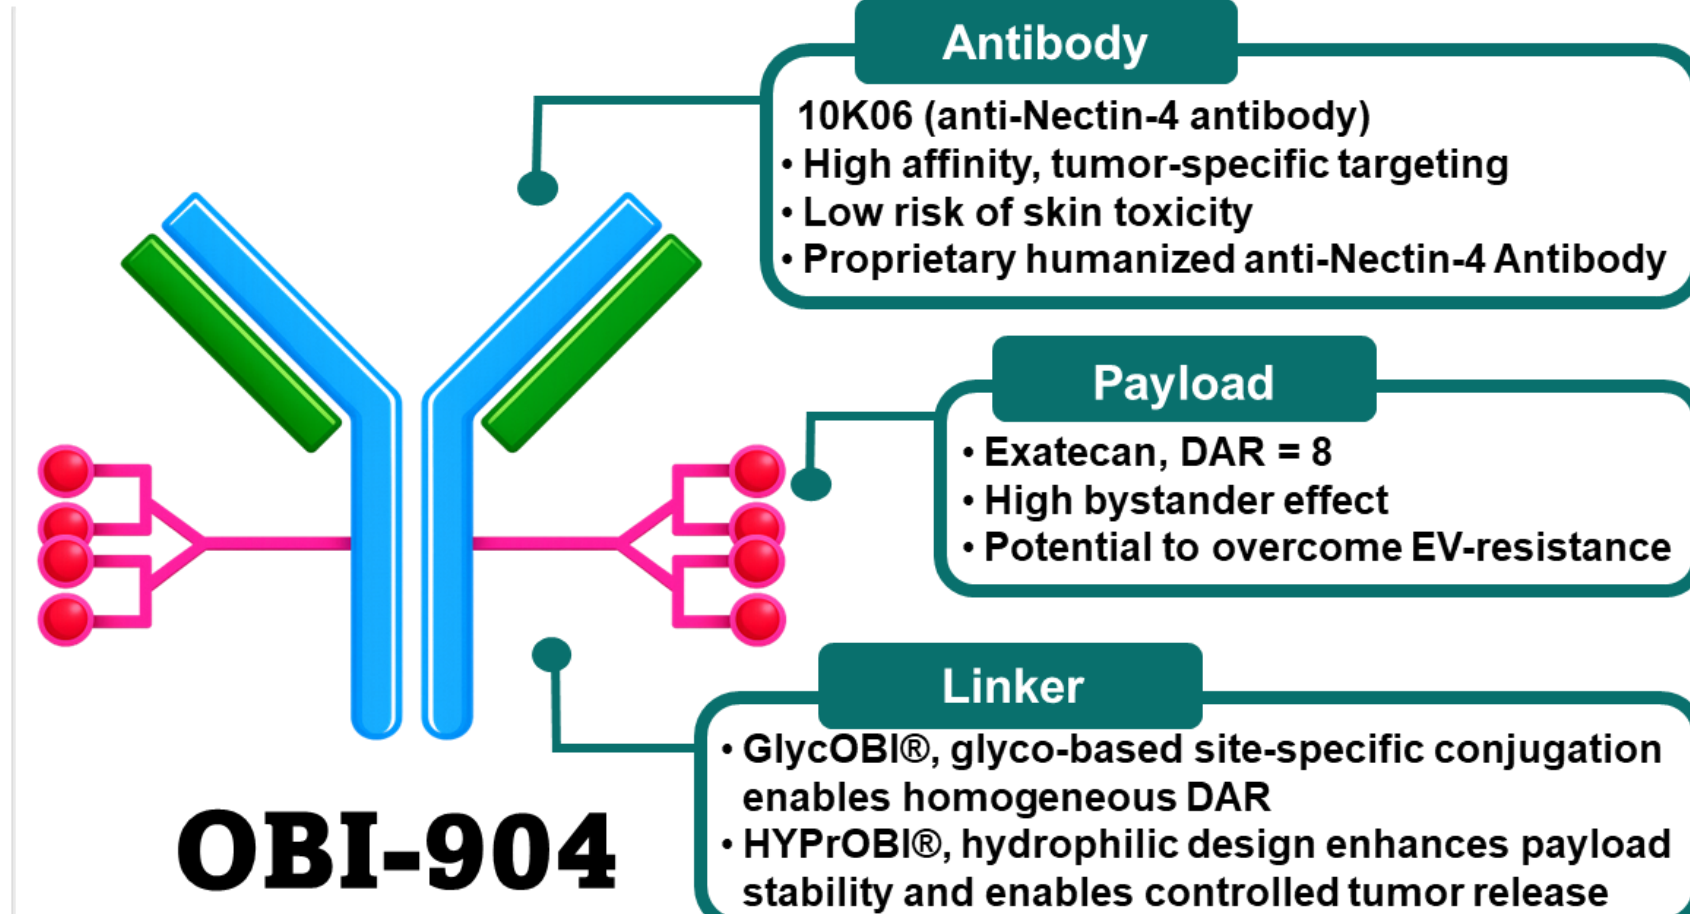 Antibody
10K06 (anti-Nectin-4 antibody)
• High affinity, tumor-specific targeting
• Low risk of skin toxicity
• Proprietary humanized anti-Nectin-4 Antibody
Payload
• Exatecan, DAR = 8
• High bystander effect
• Potential to overcome EV-resistance
Linker
• GlycOBI®, glyco-based site-specific conjugation
enables homogeneous DAR
• HYPrOBI®, hydrophilic design enhances payload
stability and enables controlled tumor release
OBI-904